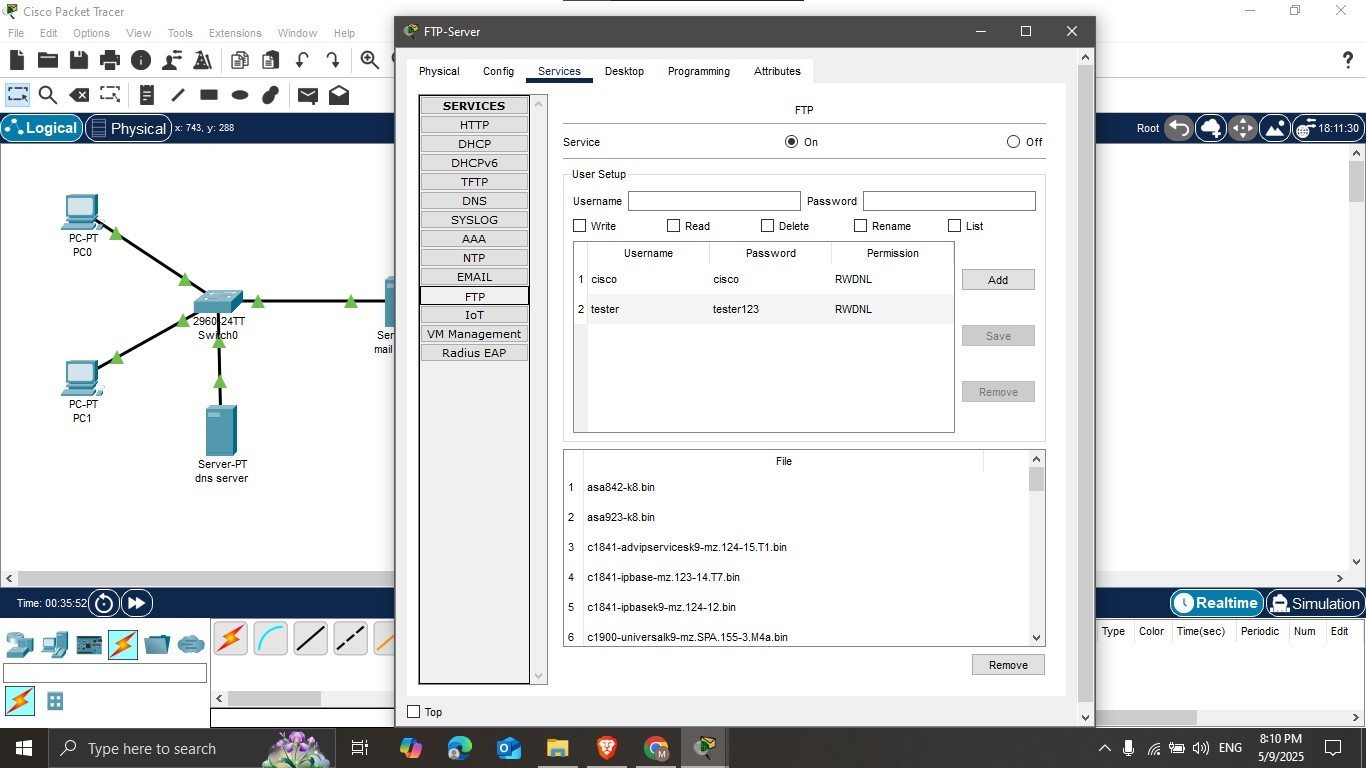 Cisco Packet Tracer
File Edit Options View Tools Extensions Window Help
Logical Physical x: 743, y: 288
Root 18:11:30
PC-PT
PC0
2960-24TT
Switch0
PC-PT
PC1
Server-PT
dns server
Ser
mail
FTP-Server
Physical Config Services Desktop Programming Attributes
SERVICES
HTTP
DHCP
DHCPv6
TFTP
DNS
SYSLOG
AAA
NTP
EMAIL
FTP
IoT
VM Management
Radius EAP
FTP
Service On Off
User Setup
Username Password
Write Read Delete Rename List
Username Password Permission
1 cisco cisco RWDNL
2 tester tester123 RWDNL
Add
Save
Remove
File
1 asa842-k8.bin
2 asa923-k8.bin
3 c1841-advipservicesk9-mz.124-15.T1.bin
4 c1841-ipbase-mz.123-14.T7.bin
5 c1841-ipbasek9-mz.124-12.bin
6 c1900-universalk9-mz.SPA.155-3.M4a.bin
Remove
Top
Time: 00:35:52
Realtime Simulation
Type Color Time(sec) Periodic Num Edit
Type here to search
ENG
8:10 PM
5/9/2025